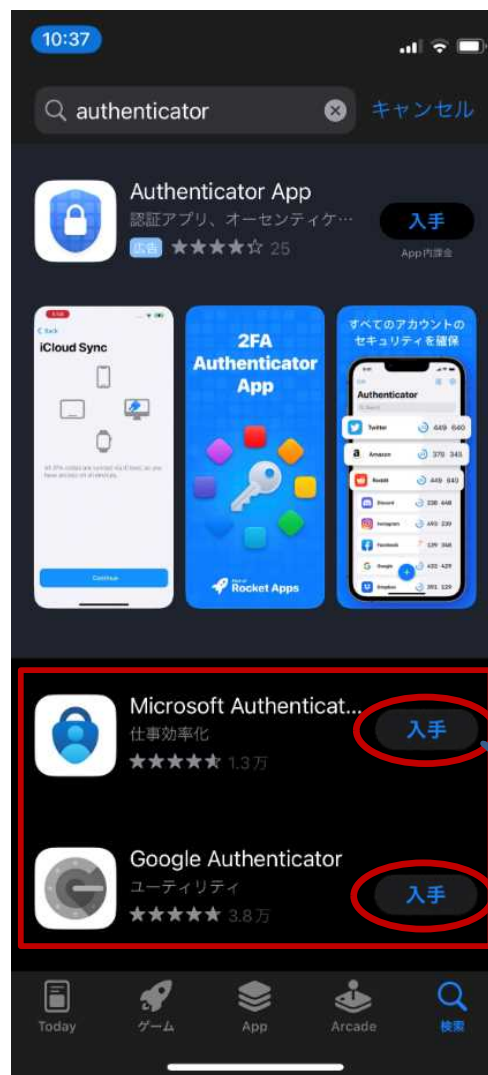 10:37
authenticator
キャンセル
Authenticator App
認証アプリ、オーセンティケ…
広告 ★★★★☆ 25
入手
App内課金
Back
iCloud Sync
Continue
2FA
Authenticator
App
Rocket Apps
すべてのアカウントの
セキュリティを確保
Authenticator
Twitter 649 640
Amazon 378 345
Reddit
Discord
Instagram
Facebook
Google
Dropbox
Microsoft Authenticat...
仕事効率化
1.3万
入手
Google Authenticator
ユーティリティ
3.8万
入手
Today
ゲーム
App
Arcade
検索